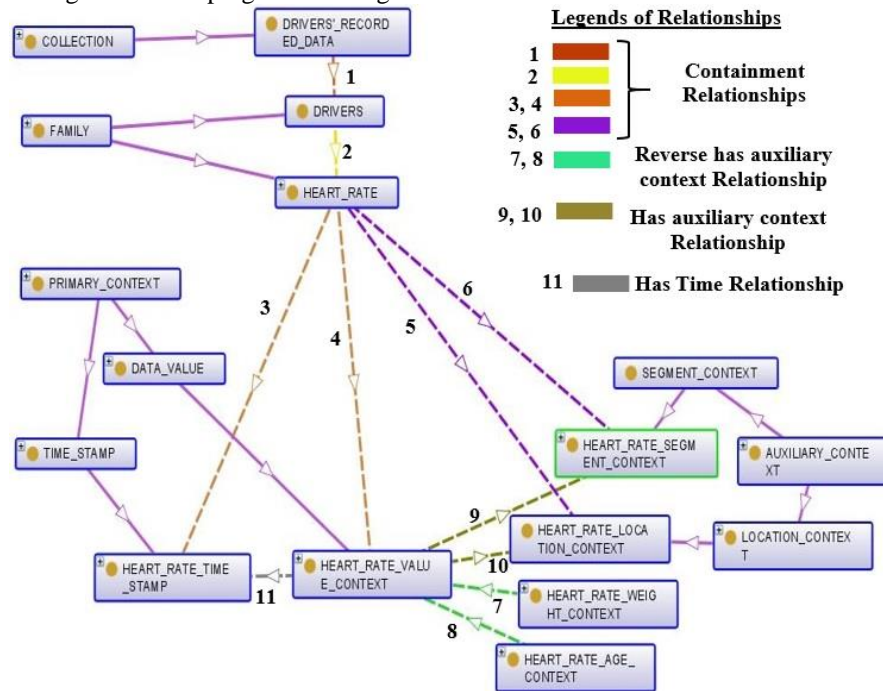 Legends of Relationships
DRIVERS'_RECORD
ED_DATA
COLLECTION
1
1
2
Containment
Relationships
3, 4
5, 6
DRIVERS
FAMILY
2
7, 8
Reverse has auxiliary
context Relationship
HEART_RATE
9, 10
Has auxiliary context
Relationship
11
Has Time Relationship
PRIMARY_CONTEXT
3
4
5
6
DATA_VALUE
SEGMENT_CONTEXT
TIME_STAMP
HEART_RATE_SEGM
ENT_CONTEXT
AUXILIARY_CONTE
XT
9
HEART_RATE_LOCA
TION_CONTEXT
LOCATION_CONTEX
T
HEART_RATE_TIME
_STAMP
HEART_RATE_VALU
E_CONTEXT
10
11
7
HEART_RATE_WEIG
HT_CONTEXT
8
HEART_RATE_AGE_
CONTEXT